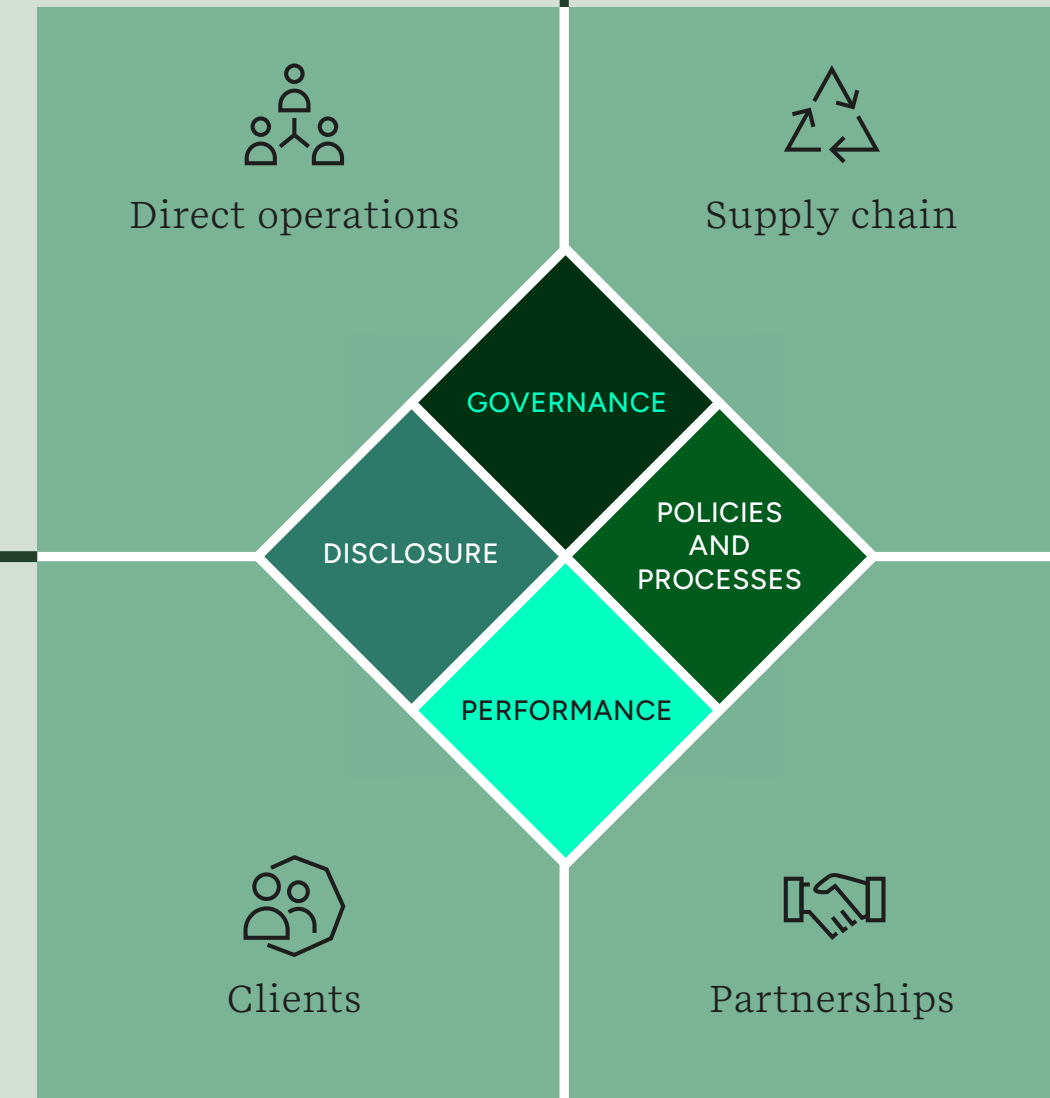 Direct operations
Supply chain
GOVERNANCE
DISCLOSURE
POLICIES
AND
PROCESSES
PERFORMANCE
Clients
Partnerships